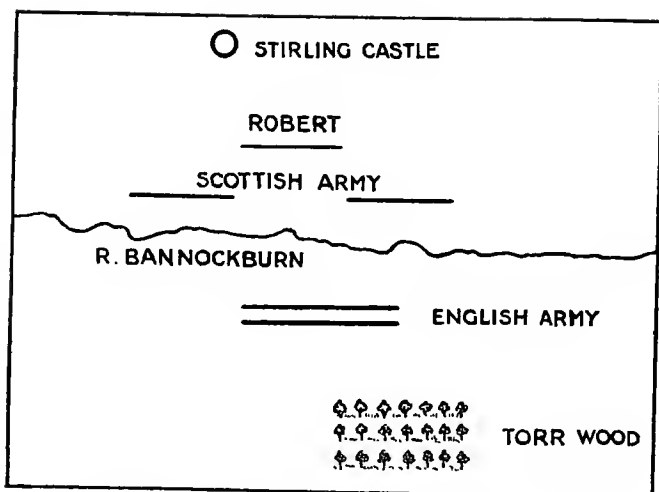 STIRLING CASTLE
ROBERT
SCOTTISH ARMY
R. BANNOCKBURN
ENGLISH ARMY
TORR WOOD